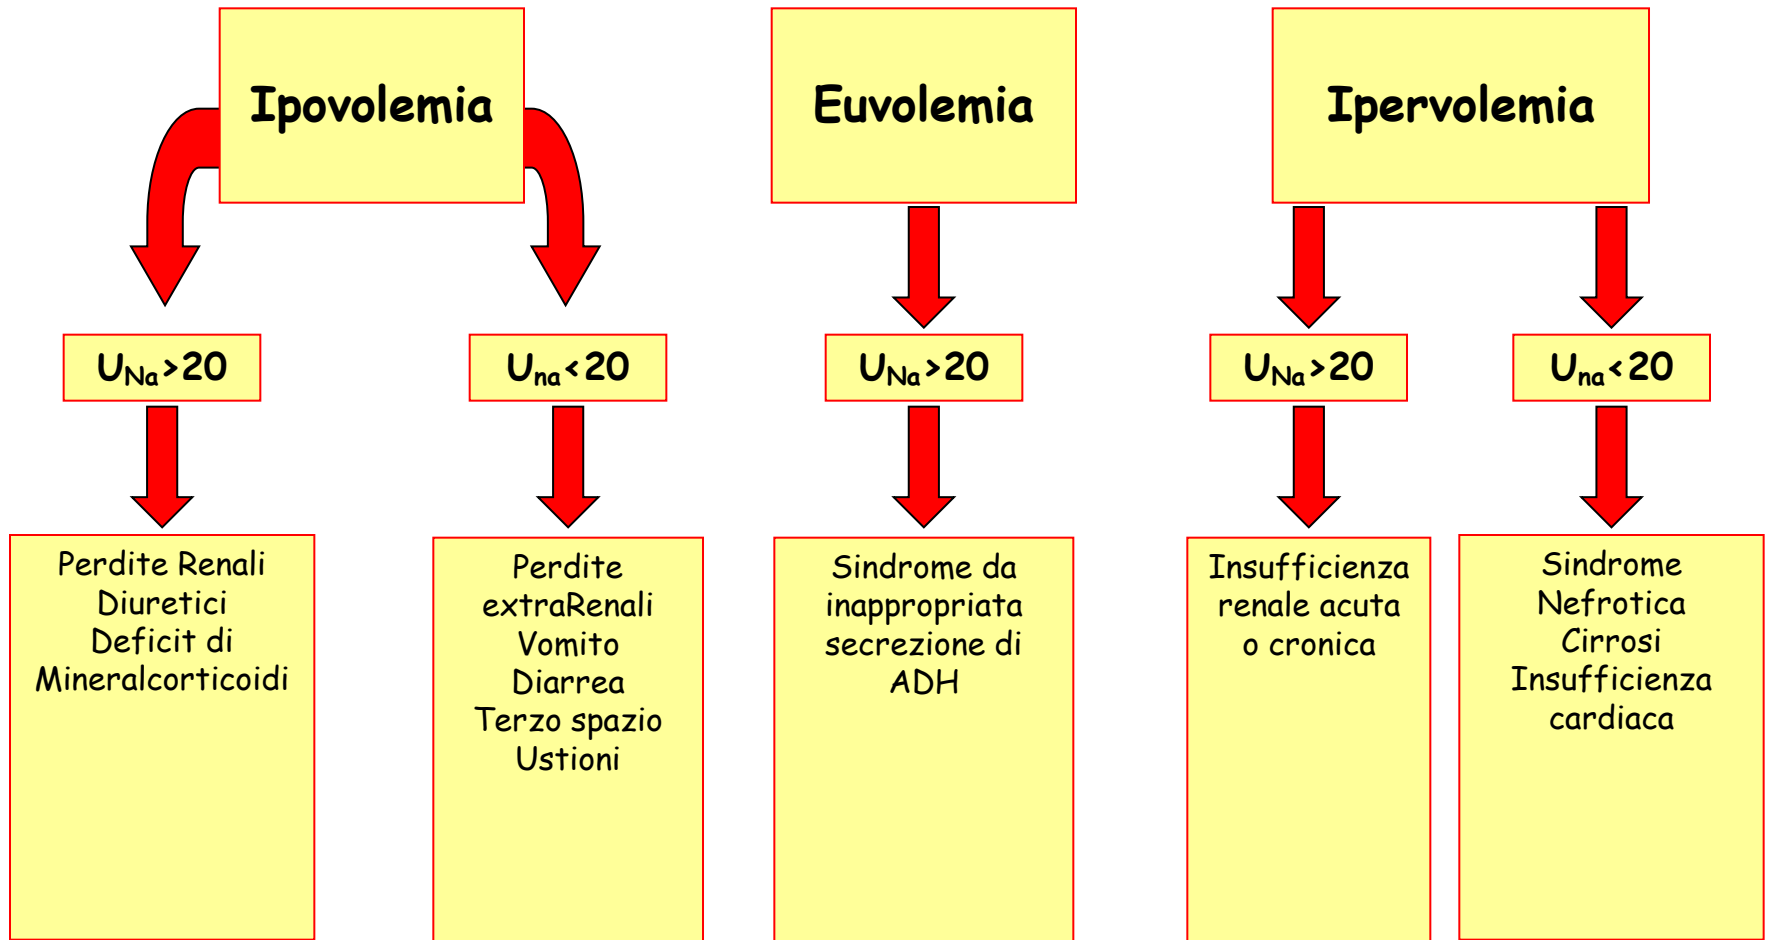 Ipovolemia
Euvolemia
Ipervolemia
UNa>20
Una<20
UNa>20
UNa>20
Una<20
Perdite Renali
Diuretici
Deficit di
Mineralcorticoidi
Perdite
extraRenali
Vomito
Diarrea
Terzo spazio
Ustioni
Sindrome da
inappropriata
secrezione di
ADH
Insufficienza
renale acuta
o cronica
Sindrome
Nefrotica
Cirrosi
Insufficienza
cardiaca